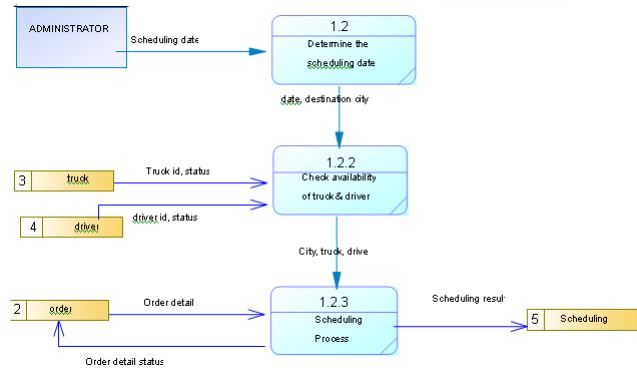 ADMINISTRATOR
Scheduling date
1.2
Determine the
scheduling date
date, destination city
1.2.2
Check availability
of truck & driver
3 truck
Truck id, status
4 driver
driver id, status
City, truck, drive
2 order
Order detail
1.2.3
Scheduling
Process
Scheduling result
5 Scheduling
Order detail status